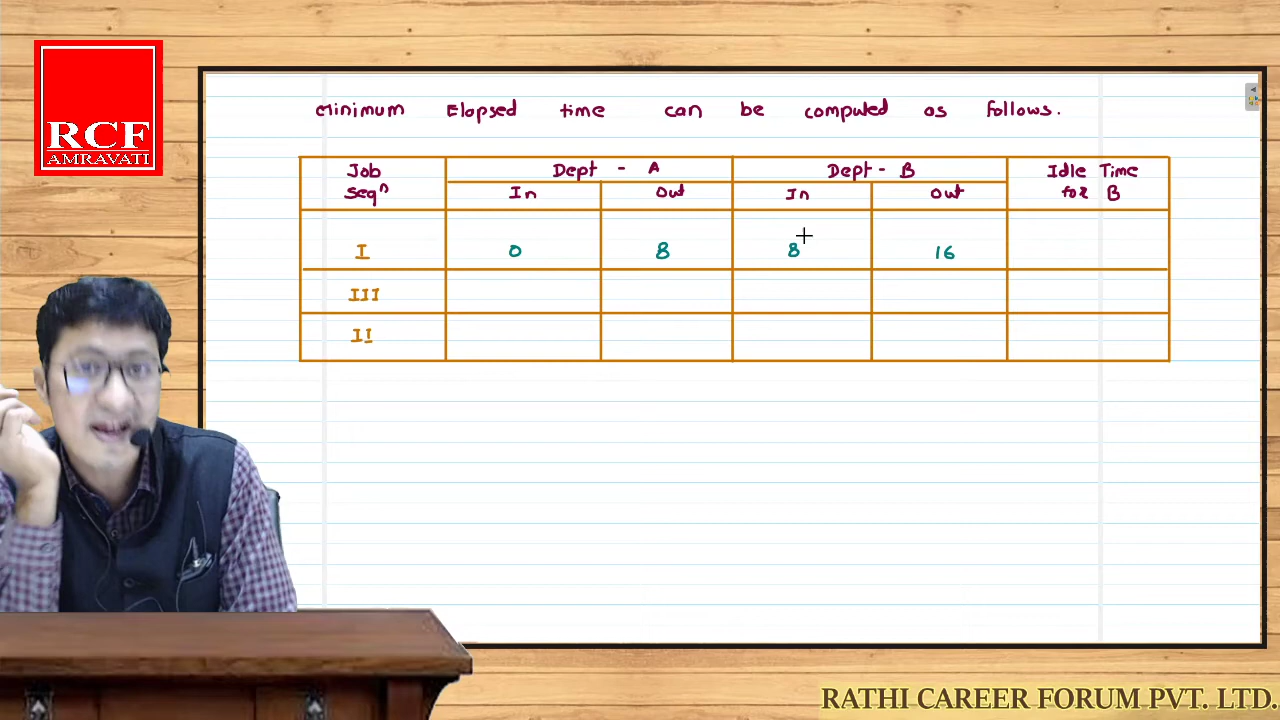 RCF
AMRAVATI
Minimum Elapsed time can be computed as follows.
Job Seqⁿ Dept - A Dept - B Idle Time for B
In Out In Out
I 0 8 8 16
III
II
RATHI CAREER FORUM PVT. LTD.